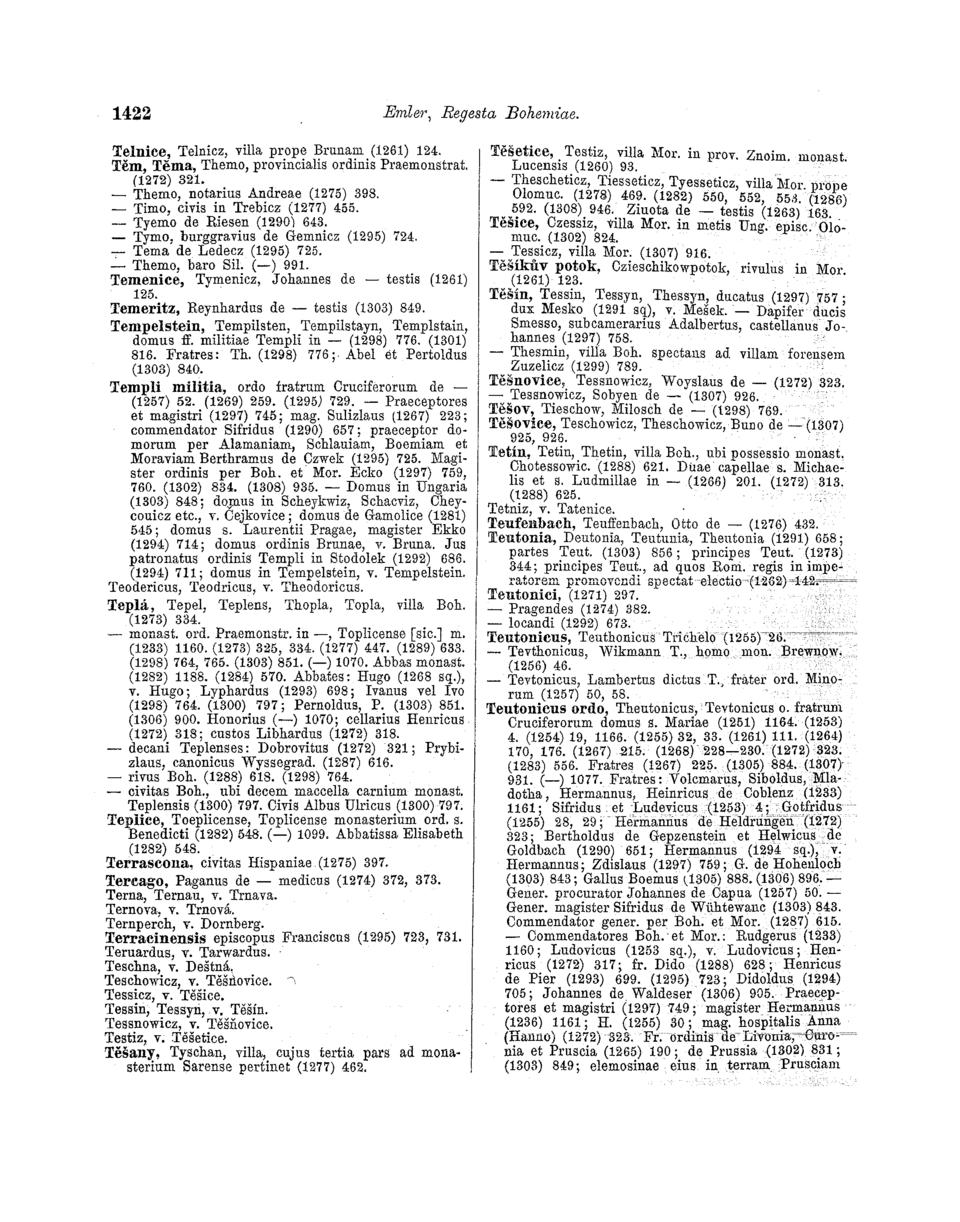 1422
Emler, Regesta Bohemiae.
Telnice, Telnicz, villa prope Brunam (1261) 124.
Těm, Těma, Themo, provincialis ordinis Praemonstrat.
(1272) 321.
— Themo, notarius Andreae (1275) 398.
— Timo, civis in Trebicz (1277) 455.
— Tyemo de Riesen (1290) 643.
— Tymo, burggravius de Gemnicz (1295) 724.
— Tema de Ledecz (1295) 725.
— Themo, baro Sil. (—) 991.
Temenice, Tymenicz, Johannes de — testis (1261)
125.
Temeritz, Reynhardus de — testis (1303) 849.
Tempelstein, Tempilsten, Tempilstayn, Templstain,
domus ff. militiae Templi in — (1298) 776. (1301)
816. Fratres: Th. (1298) 776; Abel et Pertoldus
(1303) 840.
Templi militia, ordo fratrum Cruciferorum de —
(1257) 52. (1269) 259. (1295) 729. — Praeceptores
et magistri (1297) 745; mag. Sulizlaus (1267) 223;
commendator Sifridus (1290) 657; praeceptor do-
morum per Alamaniam, Schlauiam, Boemiam et
Moraviam Berthramus de Czwek (1295) 725. Magi-
ster ordinis per Boh. et Mor. Ecko (1297) 759,
760. (1302) 834. (1308) 935. — Domus in Ungaria
(1303) 848; domus in Scheykwiz, Schacviz, Chey-
couicz etc., v. Čejkovice; domus de Gamolice (1281)
545; domus s. Laurentii Pragae, magister Ekko
(1294) 714; domus ordinis Brunae, v. Bruna. Jus
patronatus ordinis Templi in Stodolek (1292) 686.
(1294) 711; domus in Tempelstein, v. Tempelstein.
Teodericus, Teodricus, v. Theodoricus.
Teplá, Tepel, Teplens, Thopla, Topla, villa Boh.
(1273) 334.
— monast. ord. Praemonstr. in —, Toplicense [sic.] m.
(1233) 1160. (1273) 325, 334. (1277) 447. (1289) 633.
(1298) 764, 765. (1303) 851. (—) 1070. Abbas monast.
(1282) 1188. (1284) 570. Abbates: Hugo (1268 sq.),
v. Hugo; Lyphardus (1293) 698; Ivanus vel Ivo
(1298) 764. (1300) 797; Pernoldus, P. (1303) 851.
(1306) 900. Honorius (—) 1070; cellarius Henricus
(1272) 318; custos Libhardus (1272) 318.
— decani Teplenses: Dobrovitus (1272) 321; Prybi-
zlaus, canonicus Wyssegrad. (1287) 616.
— rivus Boh. (1288) 618. (1298) 764.
— civitas Boh., ubi decem maccella carnium monast.
Teplensis (1300) 797. Civis Albus Ulricus (1300) 797.
Teplice, Toeplicense, Toplicense monasterium ord. s.
Benedicti (1282) 548. (—) 1099. Abbatissa Elisabeth
(1282) 548.
Terrascona, civitas Hispaniae (1275) 397.
Tercago, Paganus de — medicus (1274) 372, 373.
Terna, Ternau, v. Trnava.
Ternova, v. Trnová.
Ternperch, v. Dornberg.
Terracinensis episcopus Franciscus (1295) 723, 731.
Teruardus, v. Tarwardus.
Teschna, v. Deštná.
Teschowicz, v. Těšňovice.
Tessicz, v. Těšice.
Tessin, Tessyn, v. Těšín.
Tessnowicz, v. Těšňovice.
Testiz, v. Těšetice.
Těšany, Tyschan, villa, cujus tertia pars ad mona-
sterium Sarense pertinet (1277) 462.
Těšetice, Testiz, villa Mor. in prov. Znoim. monast.
Lucensis (1260) 93.
— Thescheticz, Tiesseticz, Tyesseticz, villa Mor. prope
Olomuc. (1278) 469. (1282) 550, 552, 553. (1286)
592. (1308) 946. Ziuota de — testis (1263) 163.
Těšice, Czessiz, villa Mor. in metis Ung. episc. Olo-
muc. (1302) 824.
— Tessicz, villa Mor. (1307) 916.
Těšíkův potok, Czieschikowpotok, rivulus in Mor.
(1261) 123.
Těšín, Tessin, Tessyn, Thessyn, ducatus (1297) 757;
dux Mesko (1291 sq), v. Mešek. — Dapifer ducis
Smesso, subcamerarius Adalbertus, castellanus Jo-
hannes (1297) 758.
— Thesmin, villa Boh. spectans ad villam forensem
Zuzelicz (1299) 789.
Těšnovice, Tessnowicz, Woyslaus de — (1272) 323.
— Tessnowicz, Sobyen de — (1307) 926.
Těšov, Tieschow, Milosch de — (1298) 769.
Těšovice, Teschowicz, Theschowicz, Buno de — (1307)
925, 926.
Tetín, Tetin, Thetin, villa Boh., ubi possessio monast.
Chotessowic. (1288) 621. Duae capellae s. Michae-
lis et s. Ludmillae in — (1266) 201. (1272) 313.
(1288) 625.
Tetniz, v. Tatenice.
Teufenbach, Teuffenbach, Otto de — (1276) 432.
Teutonia, Deutonia, Teutunia, Theutonia (1291) 658;
partes Teut. (1303) 856; principes Teut. (1273)
344; principes Teut., ad quos Rom. regis in impe-
ratorem promovendi spectat electio (1262) 142.
Teutonici, (1271) 297.
— Pragendes (1274) 382.
— locandi (1292) 673.
Teutonicus, Teuthonicus Trichelo (1255) 26.
— Tevthonicus, Wikmann T., homo mon. Brewnow.
(1256) 46.
— Tevtonicus, Lambertus dictus T., frater ord. Mino-
rum (1257) 50, 58.
Teutonicus ordo, Theutonicus, Tevtonicus o. fratrum
Cruciferorum domus s. Mariae (1251) 1164. (1253)
4. (1254) 19, 1166. (1255) 32, 33. (1261) 111. (1264)
170, 176. (1267) 215. (1268) 228—230. (1272) 323.
(1283) 556. Fratres (1267) 225. (1305) 884. (1307)
931. (—) 1077. Fratres: Volcmarus, Siboldus, Mla-
dotha, Hermannus, Heinricus de Coblenz (1233)
1161; Sifridus et Ludevicus (1253) 4; Gotfridus
(1255) 28, 29; Hermannus de Heldrungen (1272)
323; Bertholdus de Gepzenstein et Helwicus de
Goldbach (1290) 651; Hermannus (1294 sq.), v.
Hermannus; Zdislaus (1297) 759; G. de Hohenloch
(1303) 843; Gallus Boemus (1305) 888. (1306) 896. —
Gener. procurator Johannes de Capua (1257) 50. —
Gener. magister Sifridus de Wühtewanc (1303) 843.
Commendator gener. per Boh. et Mor. (1287) 615.
— Commendatores Boh. et Mor.: Rudgerus (1233)
1160; Ludovicus (1253 sq.), v. Ludovicus; Hen-
ricus (1272) 317; fr. Dido (1288) 628; Henricus
de Pier (1293) 699. (1295) 723; Didoldus (1294)
705; Johannes de Waldeser (1306) 905. Praecep-
tores et magistri (1297) 749; magister Hermannus
(1236) 1161; H. (1255) 30; mag. hospitalis Anna
(Hanno) (1272) 323. Fr. ordinis de Livonia, Curo-
nia et Pruscia (1265) 190; de Prussia (1302) 831;
(1303) 849; elemosinae eius in terram Prusciam